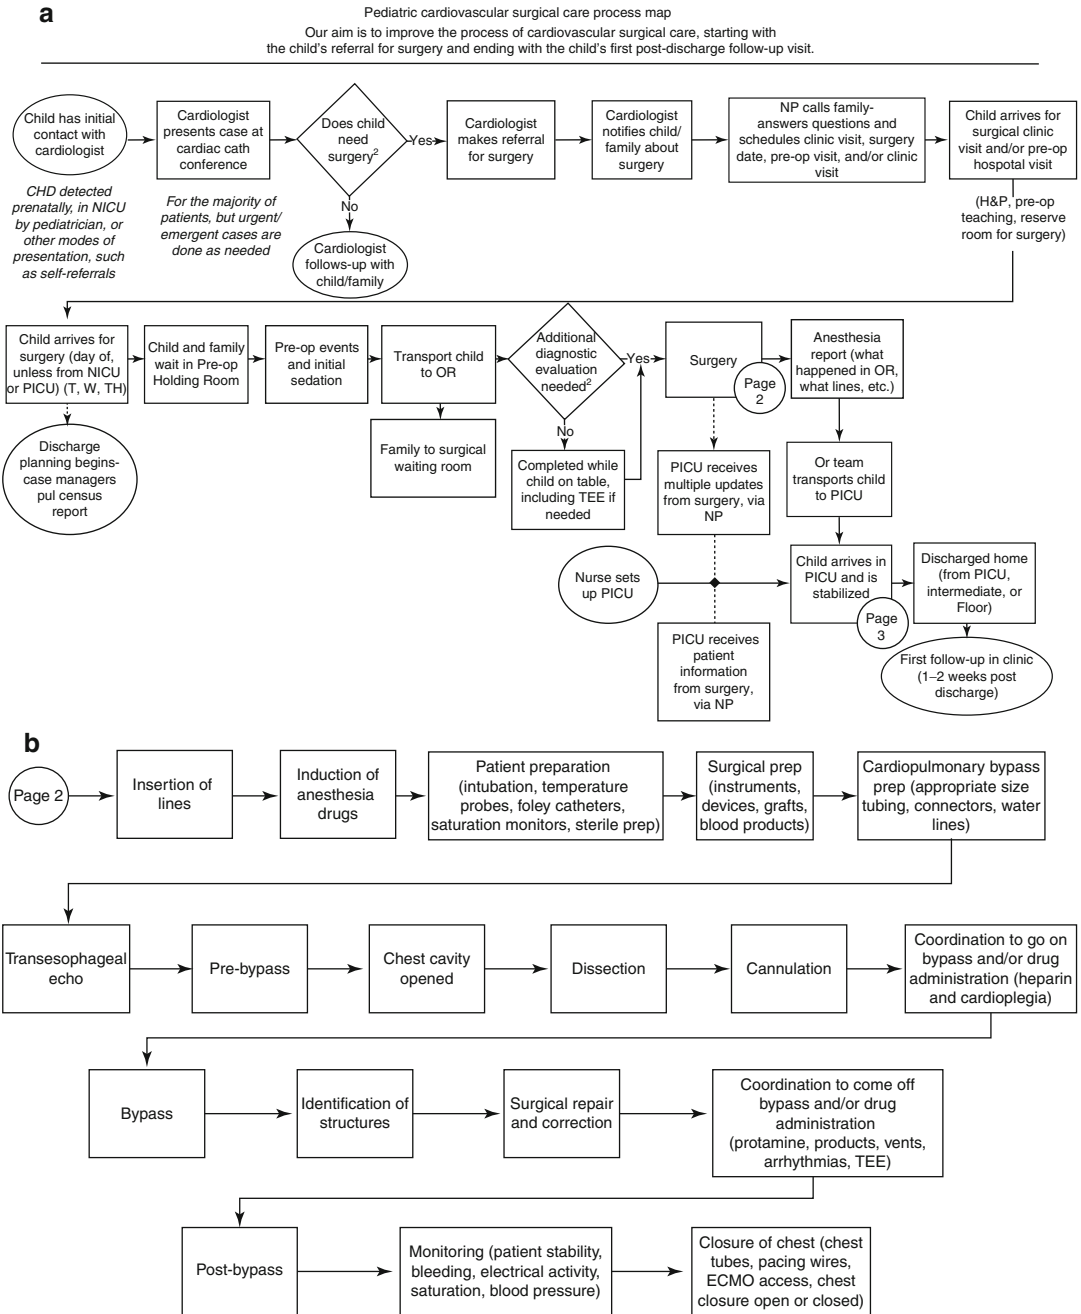 a
Pediatric cardiovascular surgical care process map
Our aim is to improve the process of cardiovascular surgical care, starting with
the child's referral for surgery and ending with the child's first post-discharge follow-up visit.
Child has initial
contact with
cardiologist
CHD detected
prenatally, in NICU
by pediatrician, or
other modes of
presentation, such
as self-referrals
Cardiologist
presents case at
cardiac cath
conference
For the majority of
patients, but urgent/
emergent cases are
done as needed
Does child
need
surgery2
Yes
No
Cardiologist
follows-up with
child/family
Cardiologist
makes referral
for surgery
Cardiologist
notifies child/
family about
surgery
NP calls family-
answers questions and
schedules clinic visit, surgery
date, pre-op visit, and/or clinic
visit
Child arrives for
surgical clinic
visit and/or pre-op
hospotal visit
(H&P, pre-op
teaching, reserve
room for surgery)
Child arrives for
surgery (day of,
unless from NICU
or PICU) (T, W, TH)
Discharge
planning begins-
case managers
pul census
report
Child and family
wait in Pre-op
Holding Room
Pre-op events
and initial
sedation
Transport child
to OR
Family to surgical
waiting room
Additional
diagnostic
evaluation
needed2
Yes
No
Completed while
child on table,
including TEE if
needed
Surgery
Page
2
Anesthesia
report (what
happened in OR,
what lines, etc.)
PICU receives
multiple updates
from surgery, via
NP
Or team
transports child
to PICU
Nurse sets
up PICU
Child arrives in
PICU and is
stabilized
Page
3
Discharged home
(from PICU,
intermediate, or
Floor)
PICU receives
patient
information
from surgery,
via NP
First follow-up in clinic
(1–2 weeks post
discharge)
b
Page 2
Insertion of
lines
Induction of
anesthesia
drugs
Patient preparation
(intubation, temperature
probes, foley catheters,
saturation monitors, sterile prep)
Surgical prep
(instruments,
devices, grafts,
blood products)
Cardiopulmonary bypass
prep (appropriate size
tubing, connectors, water
lines)
Transesophageal
echo
Pre-bypass
Chest cavity
opened
Dissection
Cannulation
Coordination to go on
bypass and/or drug
administration (heparin
and cardioplegia)
Bypass
Identification of
structures
Surgical repair
and correction
Coordination to come off
bypass and/or drug
administration
(protamine, products, vents,
arrhythmias, TEE)
Post-bypass
Monitoring (patient stability,
bleeding, electrical activity,
saturation, blood pressure)
Closure of chest (chest
tubes, pacing wires,
ECMO access, chest
closure open or closed)